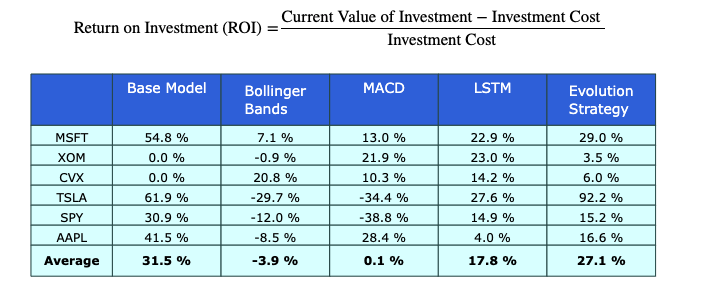 Return on Investment (ROI) = Current Value of Investment − Investment Cost
Investment Cost
Base Model Bollinger Bands MACD LSTM Evolution Strategy
MSFT 54.8 % 7.1 % 13.0 % 22.9 % 29.0 %
XOM 0.0 % -0.9 % 21.9 % 23.0 % 3.5 %
CVX 0.0 % 20.8 % 10.3 % 14.2 % 6.0 %
TSLA 61.9 % -29.7 % -34.4 % 27.6 % 92.2 %
SPY 30.9 % -12.0 % -38.8 % 14.9 % 15.2 %
AAPL 41.5 % -8.5 % 28.4 % 4.0 % 16.6 %
Average 31.5 % -3.9 % 0.1 % 17.8 % 27.1 %